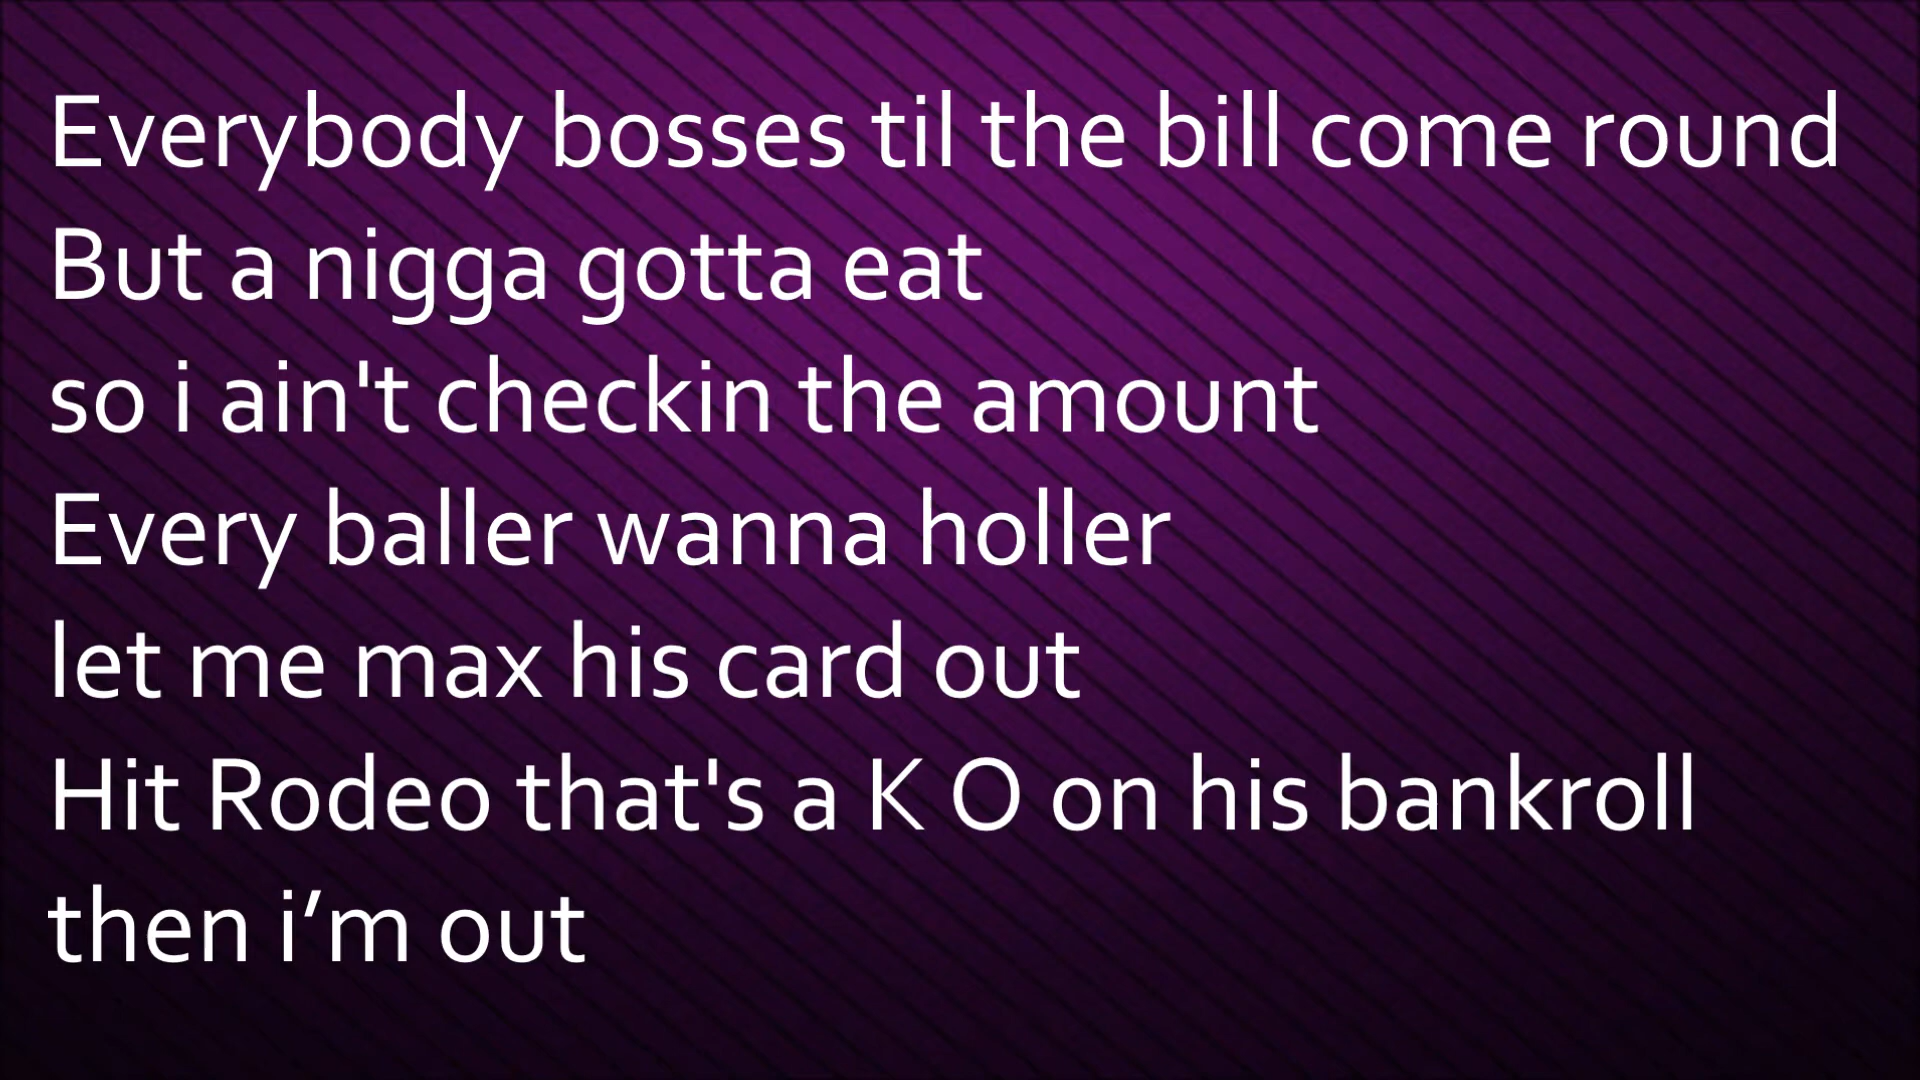 Everybody bosses til the bill come round
But a nigga gotta eat
so i ain't checkin the amount
Every baller wanna holler
let me max his card out
Hit Rodeo that's a K O on his bankroll
then i’m out